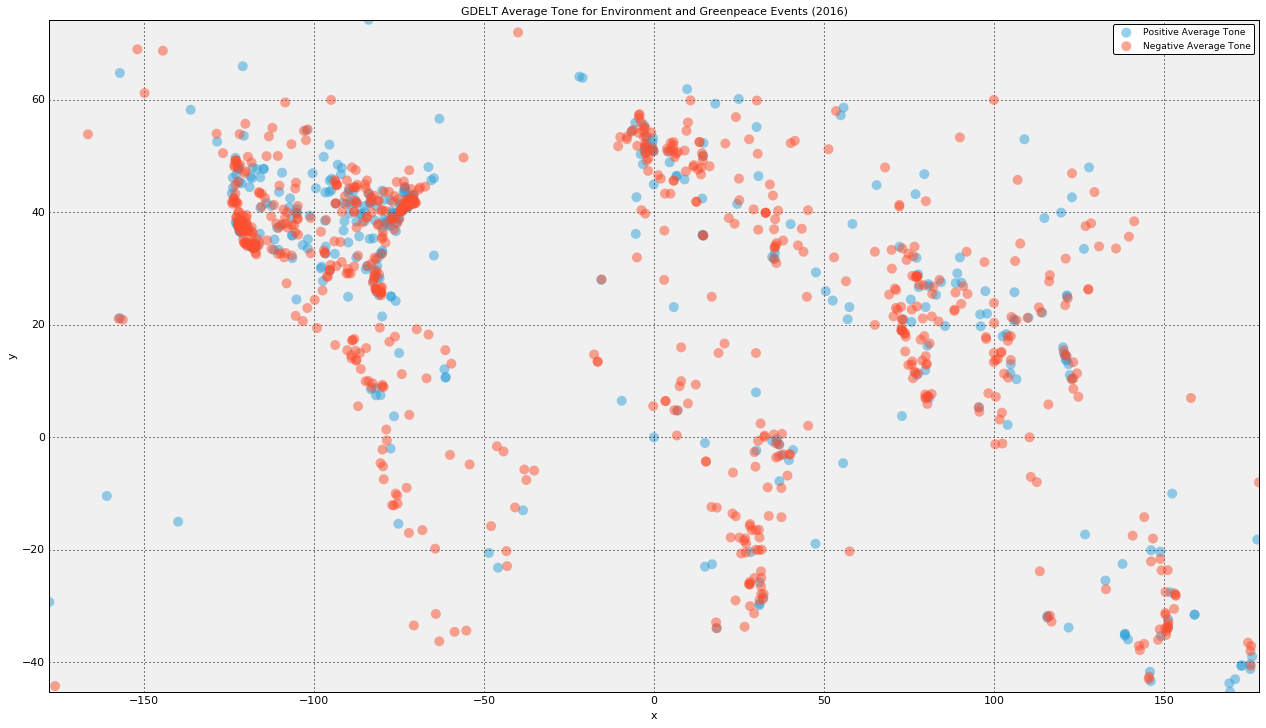 GDELT Average Tone for Environment and Greenpeace Events (2016)
Positive Average Tone
Negative Average Tone
60
40
20
0
−20
−40
y
−150
−100
−50
0
50
100
150
x